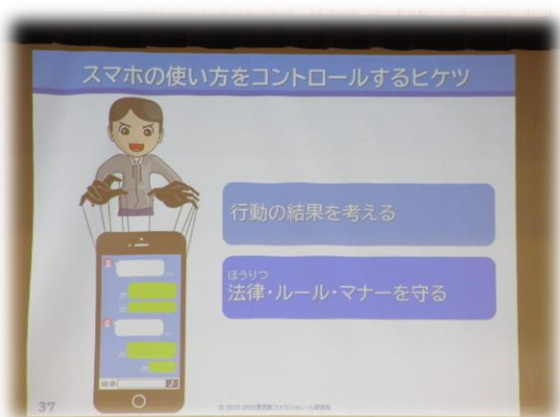 スマホの使い方をコントロールするヒケツ
行動の結果を考える
ほうりつ
法律・ルール・マナーを守る
37